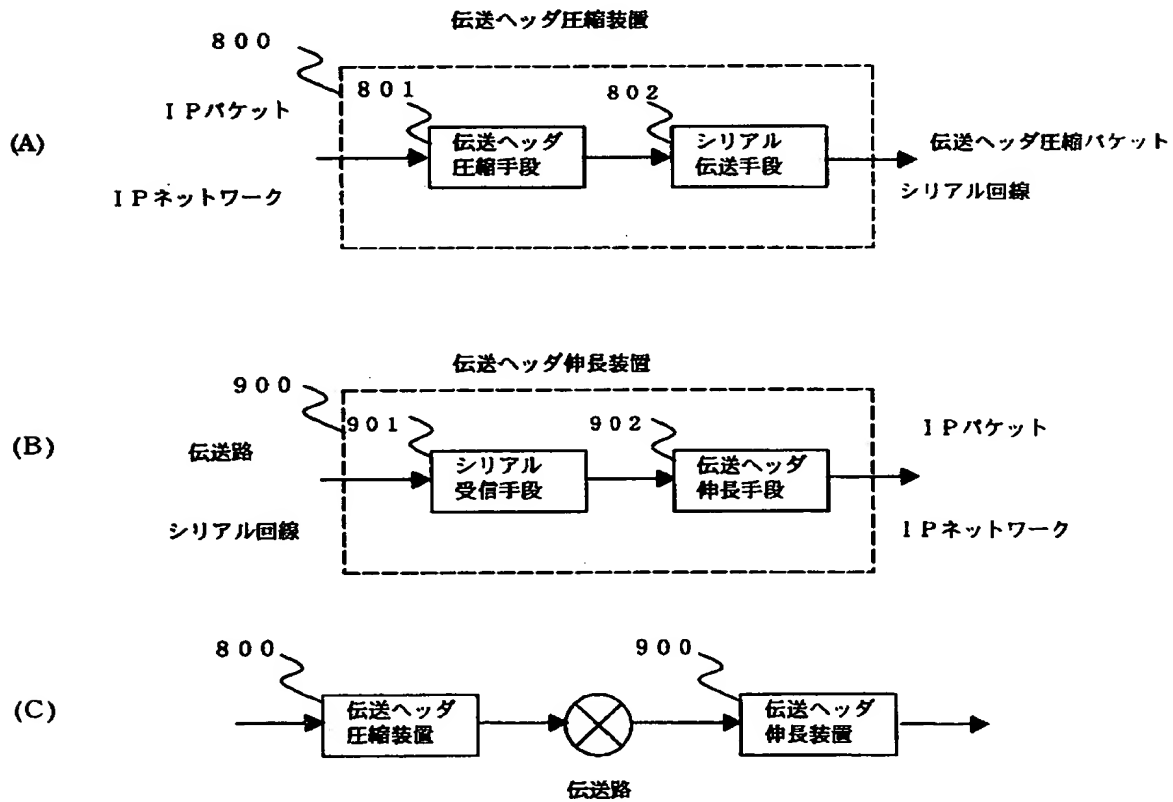 伝送ヘッダ圧縮装置
８００
８０１
８０２
ＩＰパケット
(A)
伝送ヘッダ
圧縮手段
シリアル
伝送手段
伝送ヘッダ圧縮パケット
ＩＰネットワーク
シリアル回線
伝送ヘッダ伸長装置
９００
９０１
９０２
ＩＰパケット
(B)
伝送路
シリアル
受信手段
伝送ヘッダ
伸長手段
シリアル回線
ＩＰネットワーク
８００
９００
(C)
伝送ヘッダ
圧縮装置
伝送ヘッダ
伸長装置
伝送路